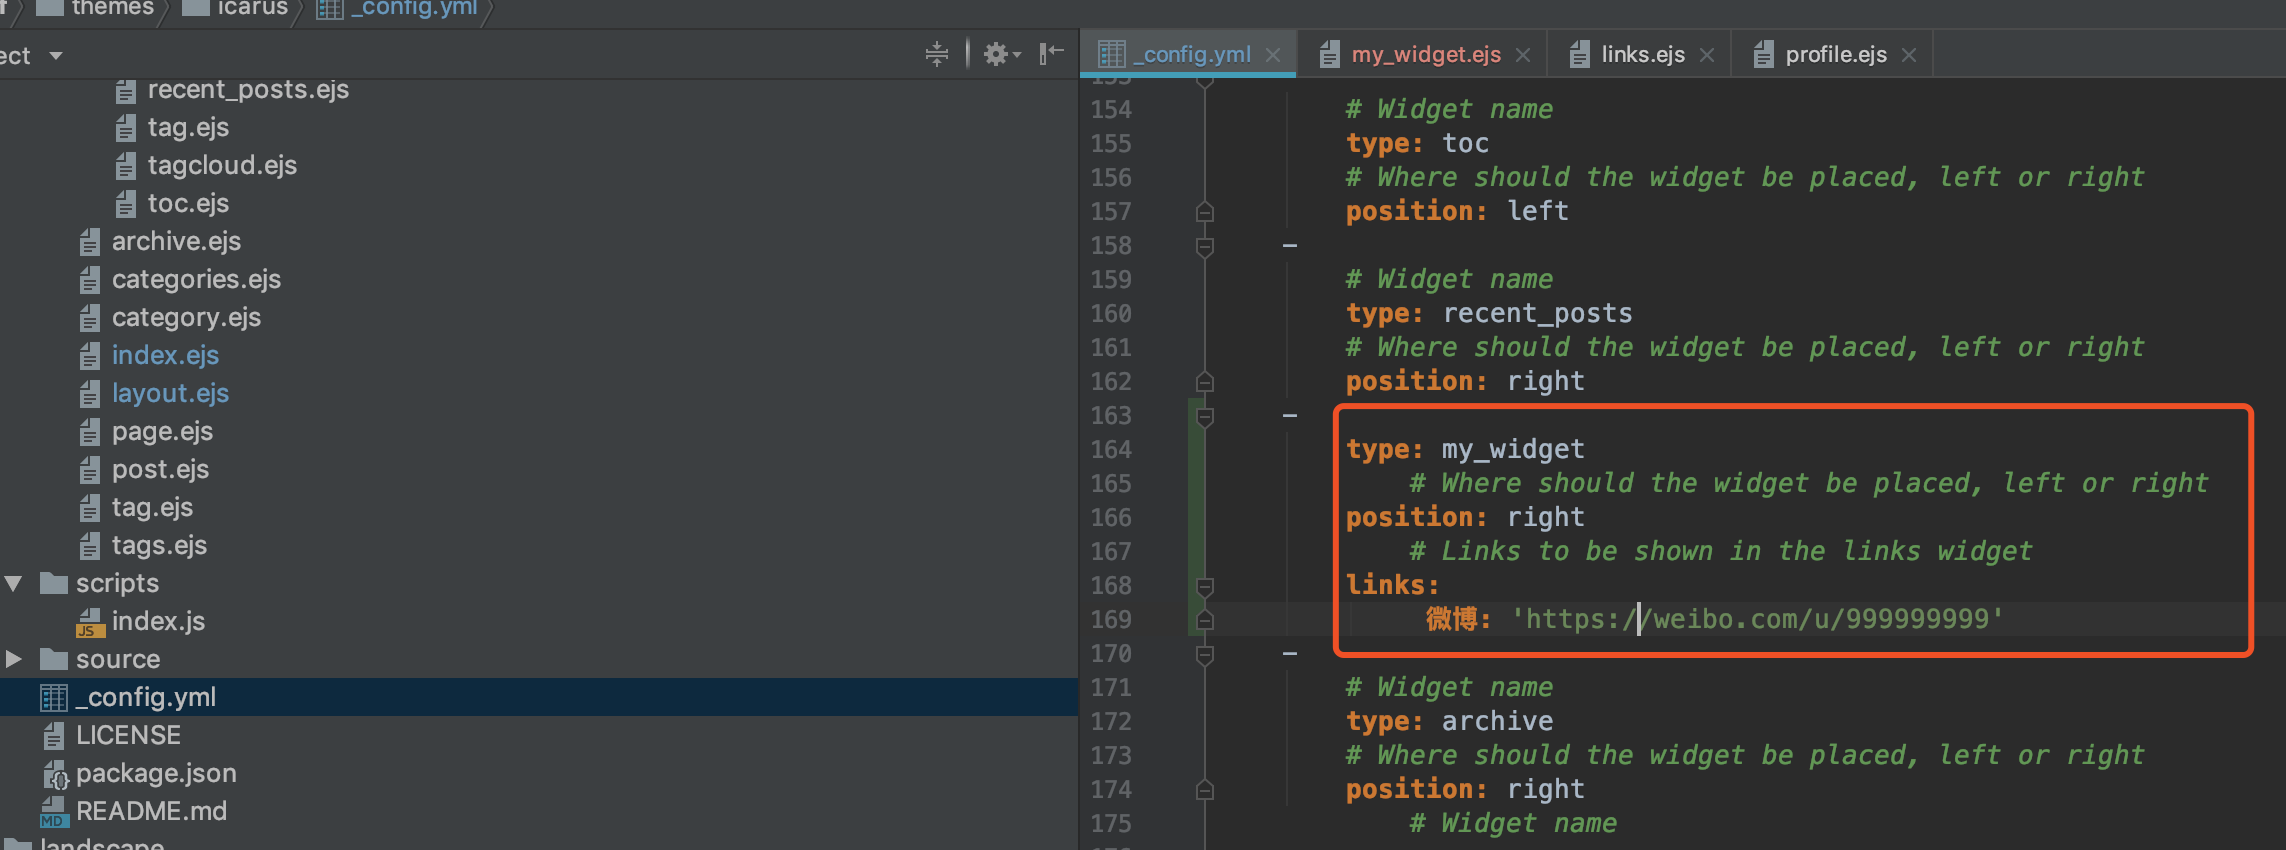 themes icarus _config.yml
ect
recent_posts.ejs
tag.ejs
tagcloud.ejs
toc.ejs
archive.ejs
categories.ejs
category.ejs
index.ejs
layout.ejs
page.ejs
post.ejs
tag.ejs
tags.ejs
scripts
JS index.js
source
_config.yml
LICENSE
package.json
MD README.md
landscape
_config.yml my_widget.ejs links.ejs profile.ejs
153
154 # Widget name
155 type: toc
156 # Where should the widget be placed, left or right
157 position: left
158 -
159 # Widget name
160 type: recent_posts
161 # Where should the widget be placed, left or right
162 position: right
163 -
164 type: my_widget
165 # Where should the widget be placed, left or right
166 position: right
167 # Links to be shown in the links widget
168 links:
169 微博: 'https://weibo.com/u/999999999'
170 -
171 # Widget name
172 type: archive
173 # Where should the widget be placed, left or right
174 position: right
175 # Widget name
176